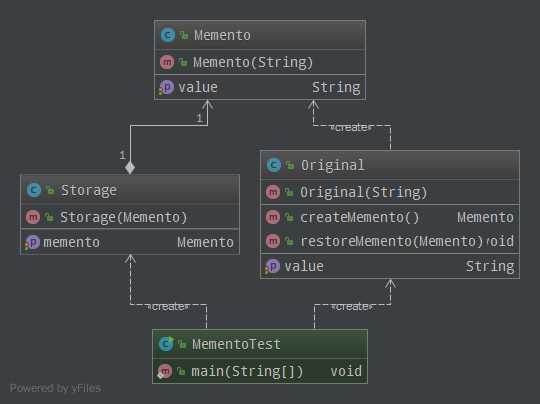 Memento
Memento(String)
value String
1
«create»
1
Storage
Storage(Memento)
memento Memento
Original
Original(String)
createMemento() Memento
restoreMemento(Memento) void
value String
«create»
«create»
MementoTest
main(String[]) void
Powered by yFiles